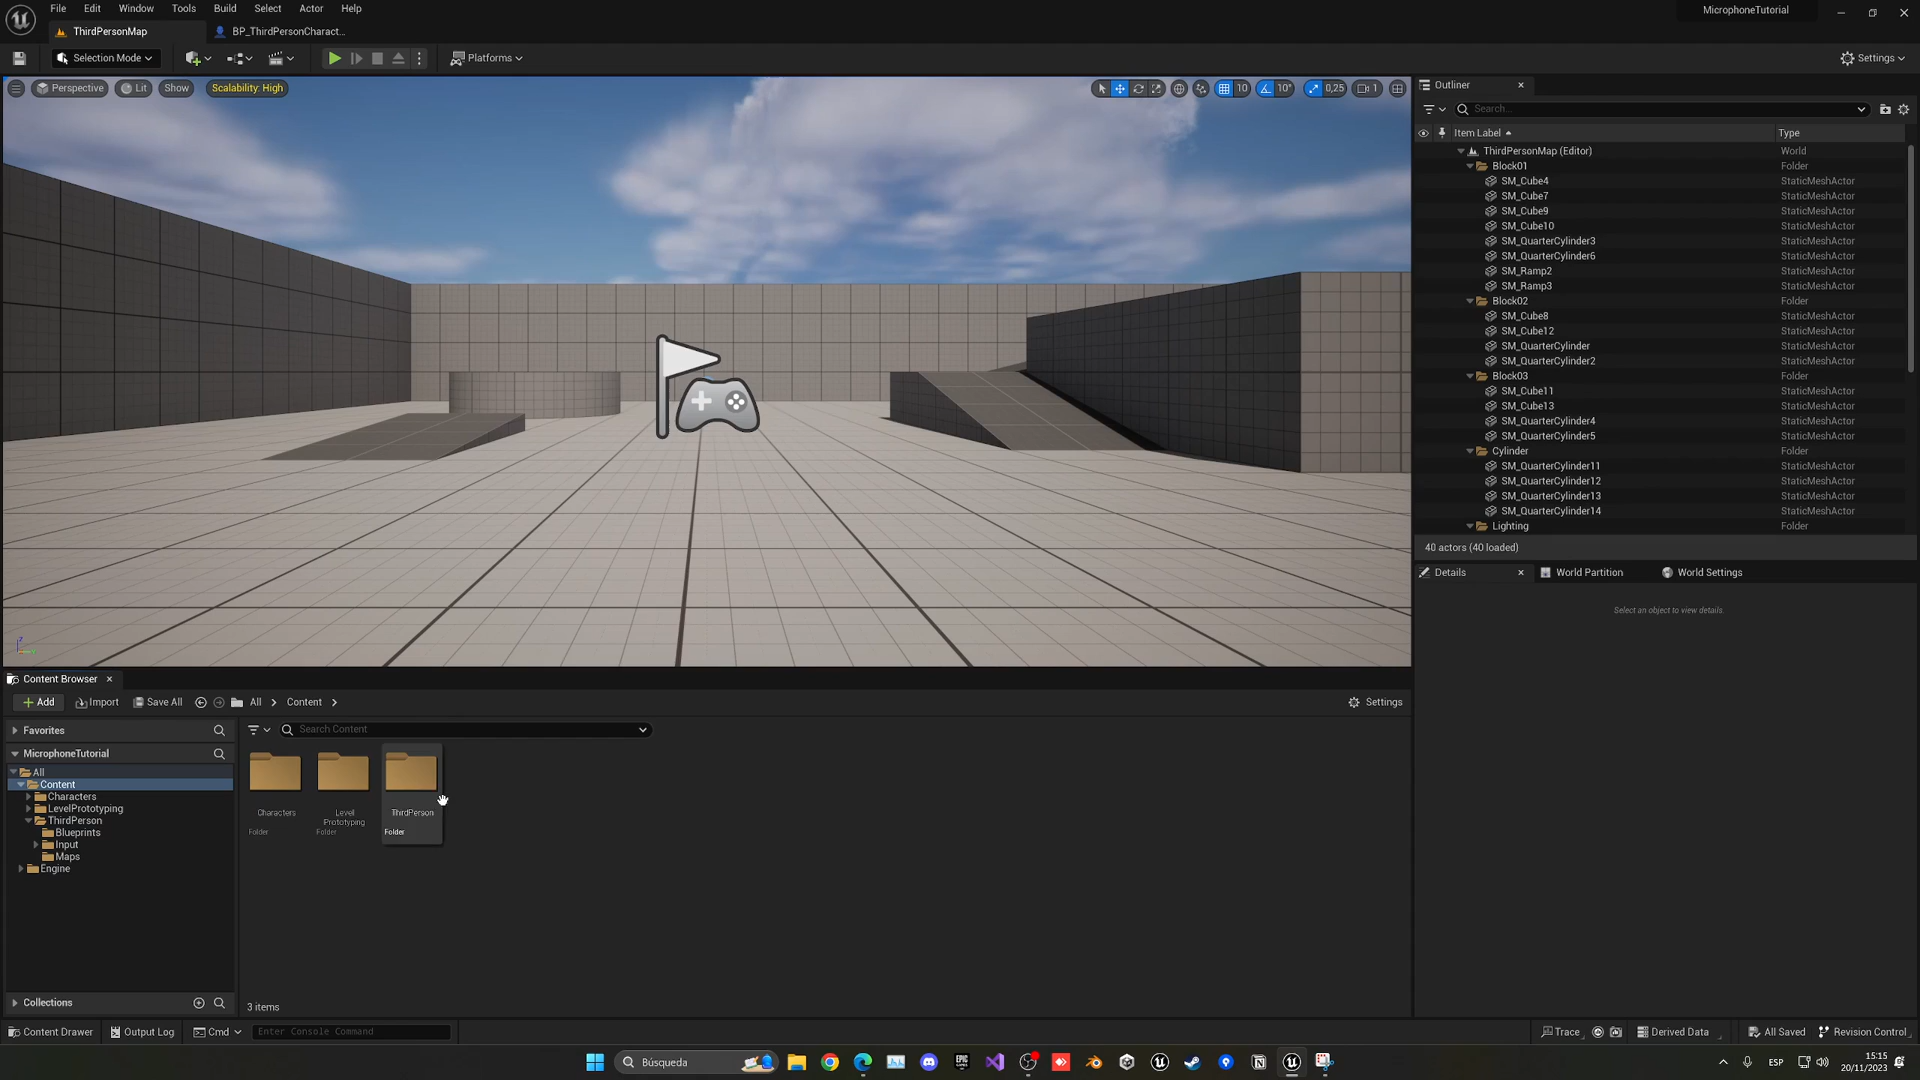 File Edit Window Tools Build Select Actor Help
MicrophoneTutorial
ThirdPersonMap
BP_ThirdPersonCharact...
Selection Mode
Platforms
Settings
Perspective
Lit
Show
Scalability: High
10
10°
0,25
1
Outliner
Search...
Item Label
Type
ThirdPersonMap (Editor) World
Block01 Folder
SM_Cube4 StaticMeshActor
SM_Cube7 StaticMeshActor
SM_Cube9 StaticMeshActor
SM_Cube10 StaticMeshActor
SM_QuarterCylinder3 StaticMeshActor
SM_QuarterCylinder6 StaticMeshActor
SM_Ramp2 StaticMeshActor
SM_Ramp3 StaticMeshActor
Block02 Folder
SM_Cube8 StaticMeshActor
SM_Cube12 StaticMeshActor
SM_QuarterCylinder StaticMeshActor
SM_QuarterCylinder2 StaticMeshActor
Block03 Folder
SM_Cube11 StaticMeshActor
SM_Cube13 StaticMeshActor
SM_QuarterCylinder4 StaticMeshActor
SM_QuarterCylinder5 StaticMeshActor
Cylinder Folder
SM_QuarterCylinder11 StaticMeshActor
SM_QuarterCylinder12 StaticMeshActor
SM_QuarterCylinder13 StaticMeshActor
SM_QuarterCylinder14 StaticMeshActor
Lighting Folder
40 actors (40 loaded)
Details
World Partition
World Settings
Select an object to view details.
Content Browser
Add
Import
Save All
All
Content
Settings
Favorites
MicrophoneTutorial
All
Content
Characters
LevelPrototyping
ThirdPerson
Blueprints
Input
Maps
Engine
Collections
Search Content
Characters
Folder
Level
Prototyping
Folder
ThirdPerson
Folder
3 items
Content Drawer
Output Log
Cmd
Enter Console Command
Trace
Derived Data
All Saved
Revision Control
Búsqueda
ESP
15:15
20/11/2023